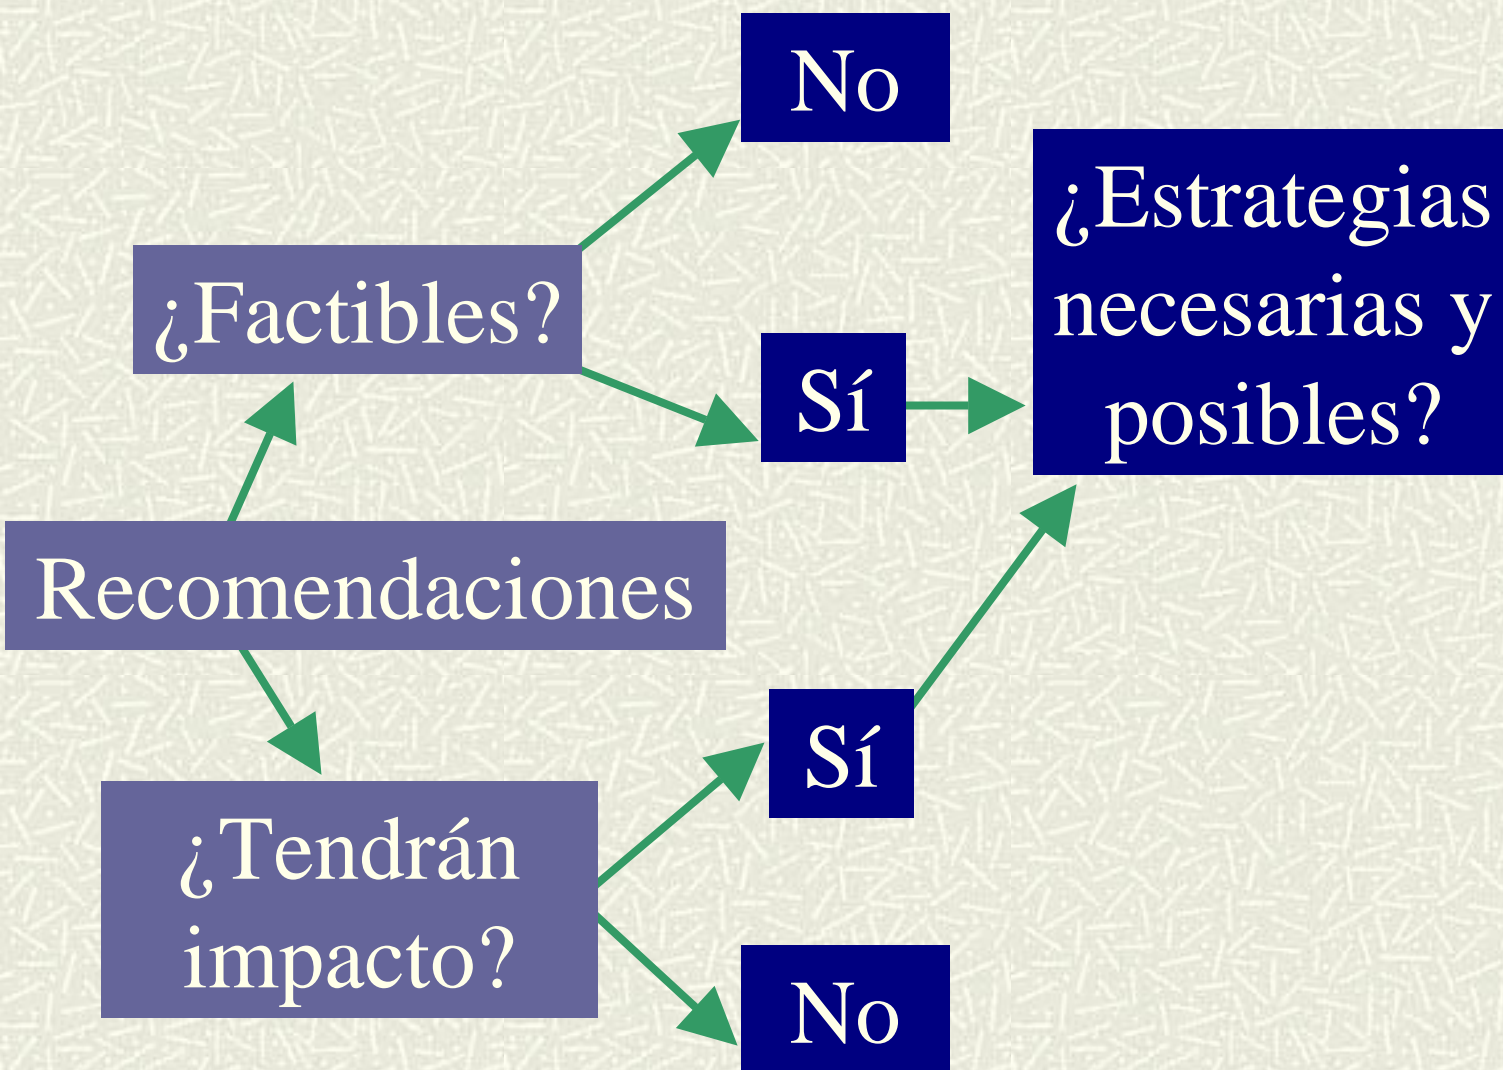 No
¿Estrategias
necesarias y
posibles?
¿Factibles?
Sí
Recomendaciones
Sí
¿Tendrán
impacto?
No